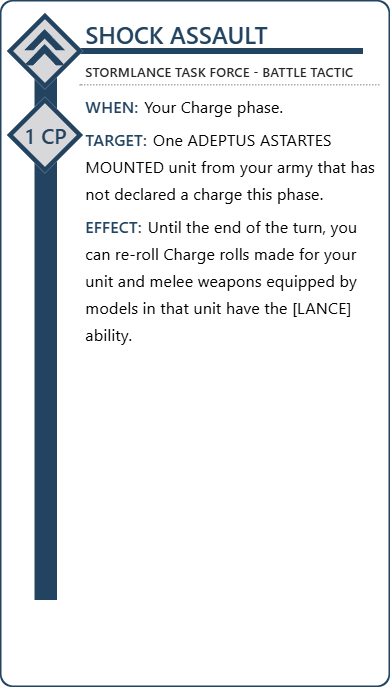 SHOCK ASSAULT
STORMLANCE TASK FORCE - BATTLE TACTIC
WHEN: Your Charge phase.
1 CP
TARGET: One ADEPTUS ASTARTES
MOUNTED unit from your army that has
not declared a charge this phase.
EFFECT: Until the end of the turn, you
can re-roll Charge rolls made for your
unit and melee weapons equipped by
models in that unit have the [LANCE]
ability.